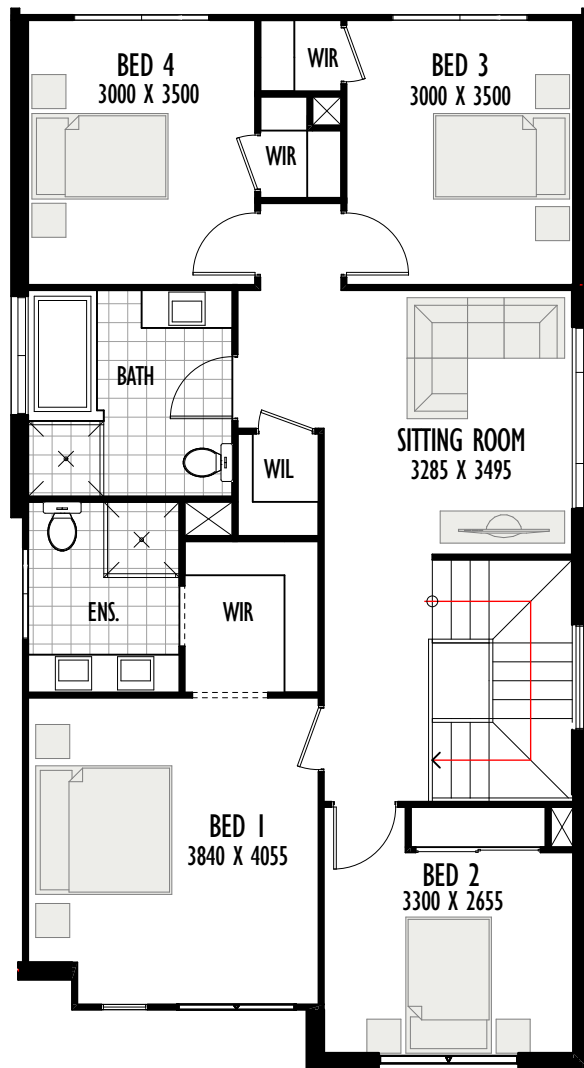 BED 4
3000 X 3500
WIR
BED 3
3000 X 3500
WIR
BATH
SITTING ROOM
3285 X 3495
WIL
ENS.
WIR
BED 1
3840 X 4055
BED 2
3300 X 2655